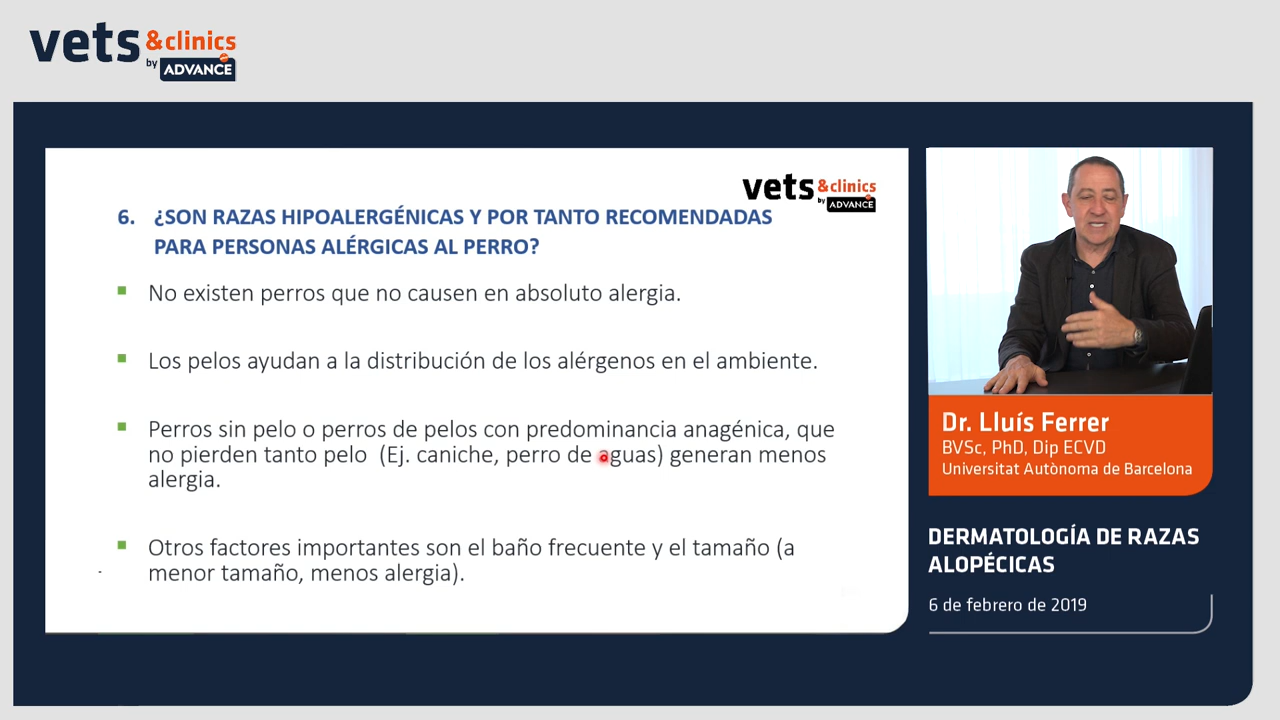 vets &clinics
by ADVANCE
vets &clinics
by ADVANCE
6. ¿SON RAZAS HIPOALERGÉNICAS Y POR TANTO RECOMENDADAS
PARA PERSONAS ALÉRGICAS AL PERRO?
No existen perros que no causen en absoluto alergia.
Los pelos ayudan a la distribución de los alérgenos en el ambiente.
Perros sin pelo o perros de pelos con predominancia anagénica, que
no pierden tanto pelo (Ej. caniche, perro de aguas) generan menos
alergia.
Otros factores importantes son el baño frecuente y el tamaño (a
menor tamaño, menos alergia).
Dr. Lluís Ferrer
BVSc, PhD, Dip ECVD
Universitat Autònoma de Barcelona
DERMATOLOGÍA DE RAZAS
ALOPÉCICAS
6 de febrero de 2019